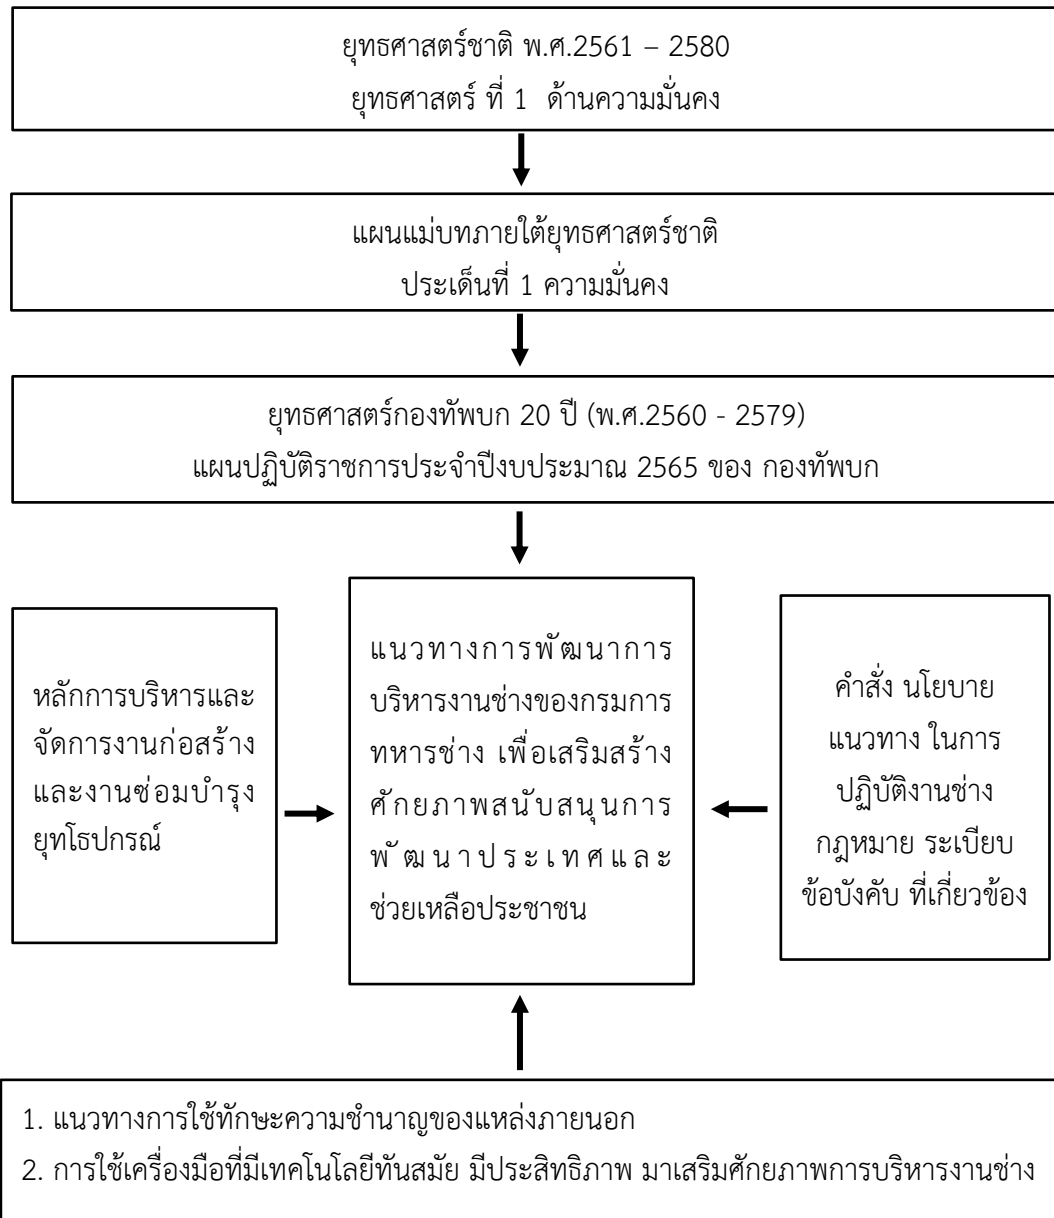 ยุทธศาสตร์ชาติ พ.ศ.2561 – 2580
ยุทธศาสตร์ ที่ 1 ด้านความมั่นคง
แผนแม่บทภายใต้ยุทธศาสตร์ชาติ
ประเด็นที่ 1 ความมั่นคง
ยุทธศาสตร์กองทัพบก 20 ปี (พ.ศ.2560 - 2579)
แผนปฏิบัติราชการประจำปีงบประมาณ 2565 ของ กองทัพบก
หลักการบริหารและ
จัดการงานก่อสร้าง
และงานซ่อมบำรุง
ยุทโธปกรณ์
แนวทางการพัฒนาการ
บริหารงานช่างของกรมการ
ทหารช่าง เพื่อเสริมสร้าง
ศักยภาพสนับสนุนการ
พัฒนาประเทศและ
ช่วยเหลือประชาชน
คำสั่ง นโยบาย
แนวทาง ในการ
ปฏิบัติงานช่าง
กฎหมาย ระเบียบ
ข้อบังคับ ที่เกี่ยวข้อง
1. แนวทางการใช้ทักษะความชำนาญของแหล่งภายนอก
2. การใช้เครื่องมือที่มีเทคโนโลยีทันสมัย มีประสิทธิภาพ มาเสริมศักยภาพการบริหารงานช่าง